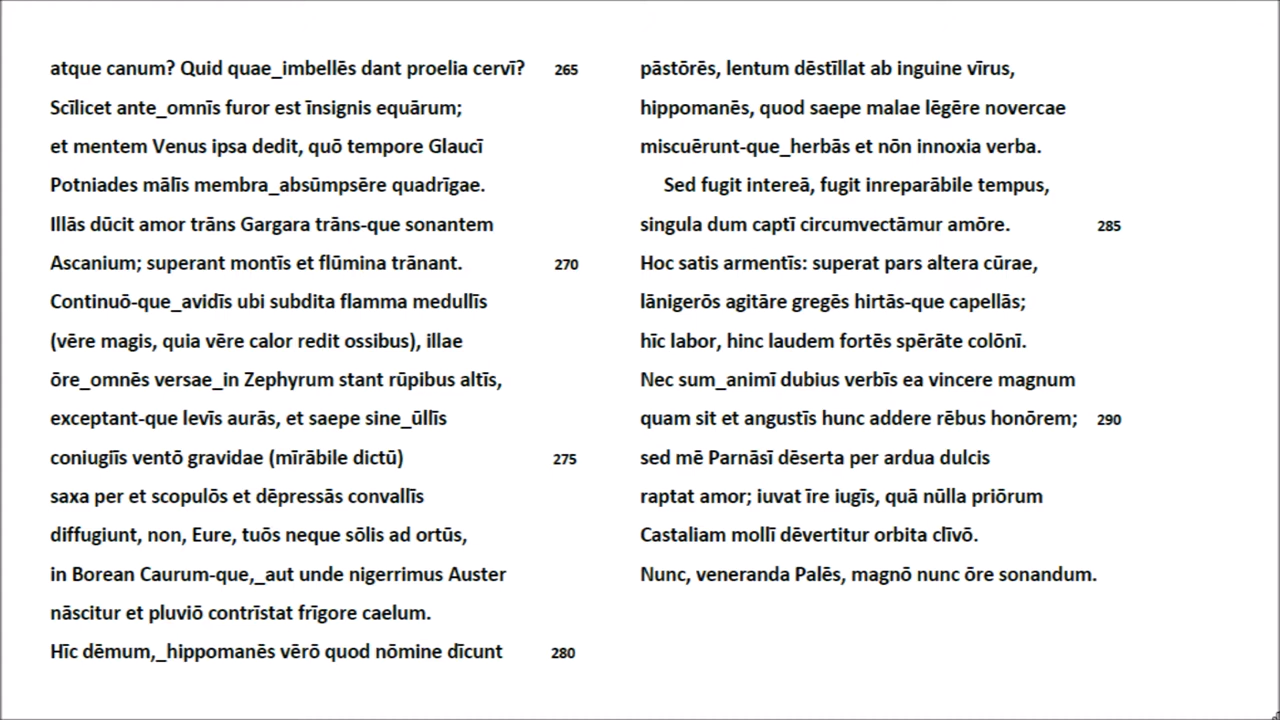 atque canum? Quid quae_imbellēs dant proelia cervī? 265
Scīlicet ante_omnīs furor est īnsignis equārum;
et mentem Venus ipsa dedit, quō tempore Glaucī
Potniades mālīs membra_absūmpsēre quadrīgae.
Illās dūcit amor trāns Gargara trāns-que sonantem
Ascanium; superant montīs et flūmina trānant. 270
Continuō-que_avidīs ubi subdita flamma medullīs
(vēre magis, quia vēre calor redit ossibus), illae
ōre_omnēs versae_in Zephyrum stant rūpibus altīs,
exceptant-que levīs aurās, et saepe sine_ūllīs
coniugiīs ventō gravidae (mīrābile dictū) 275
saxa per et scopulōs et dēpressās convallīs
diffugiunt, non, Eure, tuōs neque sōlis ad ortūs,
in Borean Caurum-que,_aut unde nigerrimus Auster
nāscitur et pluviō contrīstat frīgore caelum.
Hīc dēmum,_hippomanēs vērō quod nōmine dīcunt 280
pāstōrēs, lentum dēstīllat ab inguine vīrus,
hippomanēs, quod saepe malae lēgēre novercae
miscuērunt-que_herbās et nōn innoxia verba.
Sed fugit intereā, fugit inreparābile tempus,
singula dum captī circumvectāmur amōre. 285
Hoc satis armentīs: superat pars altera cūrae,
lānigerōs agitāre gregēs hirtās-que capellās;
hīc labor, hinc laudem fortēs spērāte colōnī.
Nec sum_animī dubius verbīs ea vincere magnum
quam sit et angustīs hunc addere rēbus honōrem; 290
sed mē Parnāsī dēserta per ardua dulcis
raptat amor; iuvat īre iugīs, quā nūlla priōrum
Castaliam mollī dēvertitur orbita clīvō.
Nunc, veneranda Palēs, magnō nunc ōre sonandum.